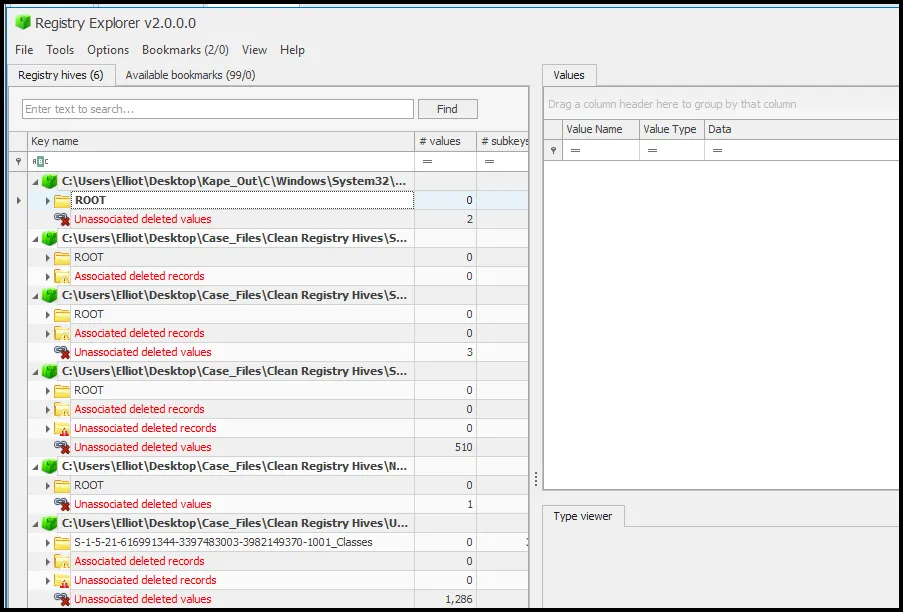 Registry Explorer v2.0.0.0
File Tools Options Bookmarks (2/0) View Help
Registry hives (6) Available bookmarks (99/0)
Enter text to search...
Find
Key name # values # subkeys
ABC = =
C:\Users\Elliot\Desktop\Kape_Out\C\Windows\System32\...
ROOT 0
Unassociated deleted values 2
C:\Users\Elliot\Desktop\Case_Files\Clean Registry Hives\S...
ROOT 0
Associated deleted records 0
C:\Users\Elliot\Desktop\Case_Files\Clean Registry Hives\S...
ROOT 0
Associated deleted records 0
Unassociated deleted values 3
C:\Users\Elliot\Desktop\Case_Files\Clean Registry Hives\S...
ROOT 0
Associated deleted records 0
Unassociated deleted records 0
Unassociated deleted values 510
C:\Users\Elliot\Desktop\Case_Files\Clean Registry Hives\N...
ROOT 0
Unassociated deleted values 1
C:\Users\Elliot\Desktop\Case_Files\Clean Registry Hives\U...
S-1-5-21-616991344-3397483003-3982149370-1001_Classes 0
Associated deleted records 0
Unassociated deleted records 0
Unassociated deleted values 1,286
Values
Drag a column header here to group by that column
Value Name Value Type Data
= = =
Type viewer